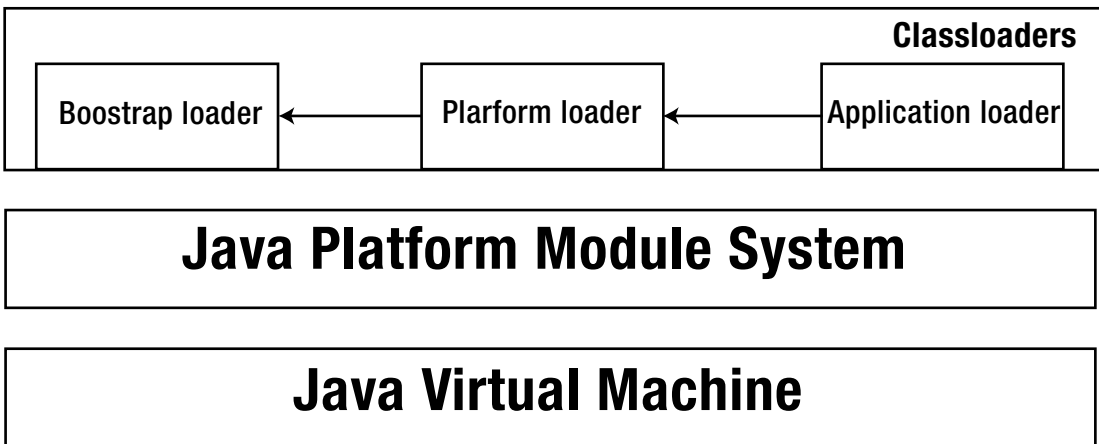 Classloaders
Boostrap loader
Plarform loader
Application loader
Java Platform Module System
Java Virtual Machine